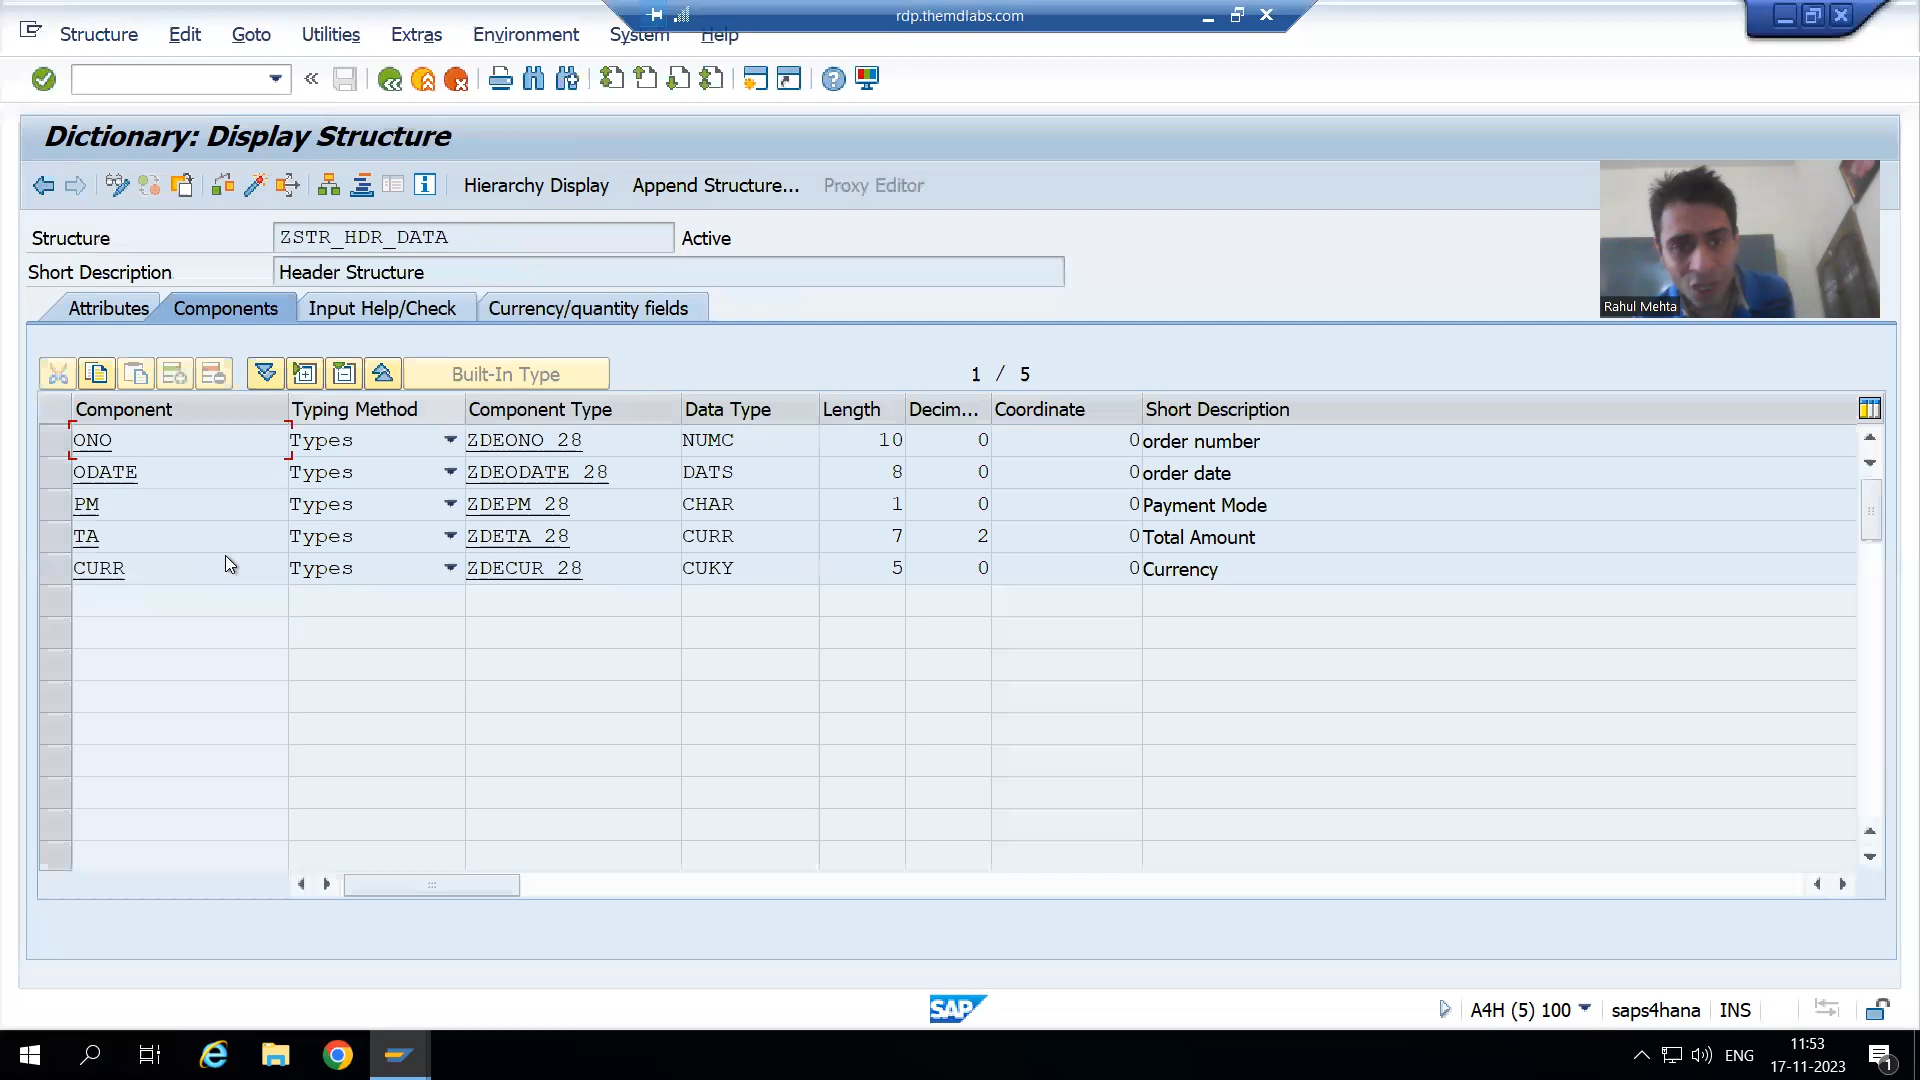 rdp.themdlabs.com
Structure Edit Goto Utilities Extras Environment System Help
Dictionary: Display Structure
Hierarchy Display Append Structure... Proxy Editor
Structure ZSTR_HDR_DATA Active
Short Description Header Structure
Rahul Mehta
Attributes Components Input Help/Check Currency/quantity fields
Built-In Type 1 / 5
Component Typing Method Component Type Data Type Length Decim... Coordinate Short Description
ONO Types ZDEONO_28 NUMC 10 0 0 order number
ODATE Types ZDEODATE_28 DATS 8 0 0 order date
PM Types ZDEPM_28 CHAR 1 0 0 Payment Mode
TA Types ZDETA_28 CURR 7 2 0 Total Amount
CURR Types ZDECUR_28 CUKY 5 0 0 Currency
SAP A4H (5) 100 saps4hana INS
ENG 11:53
17-11-2023 1